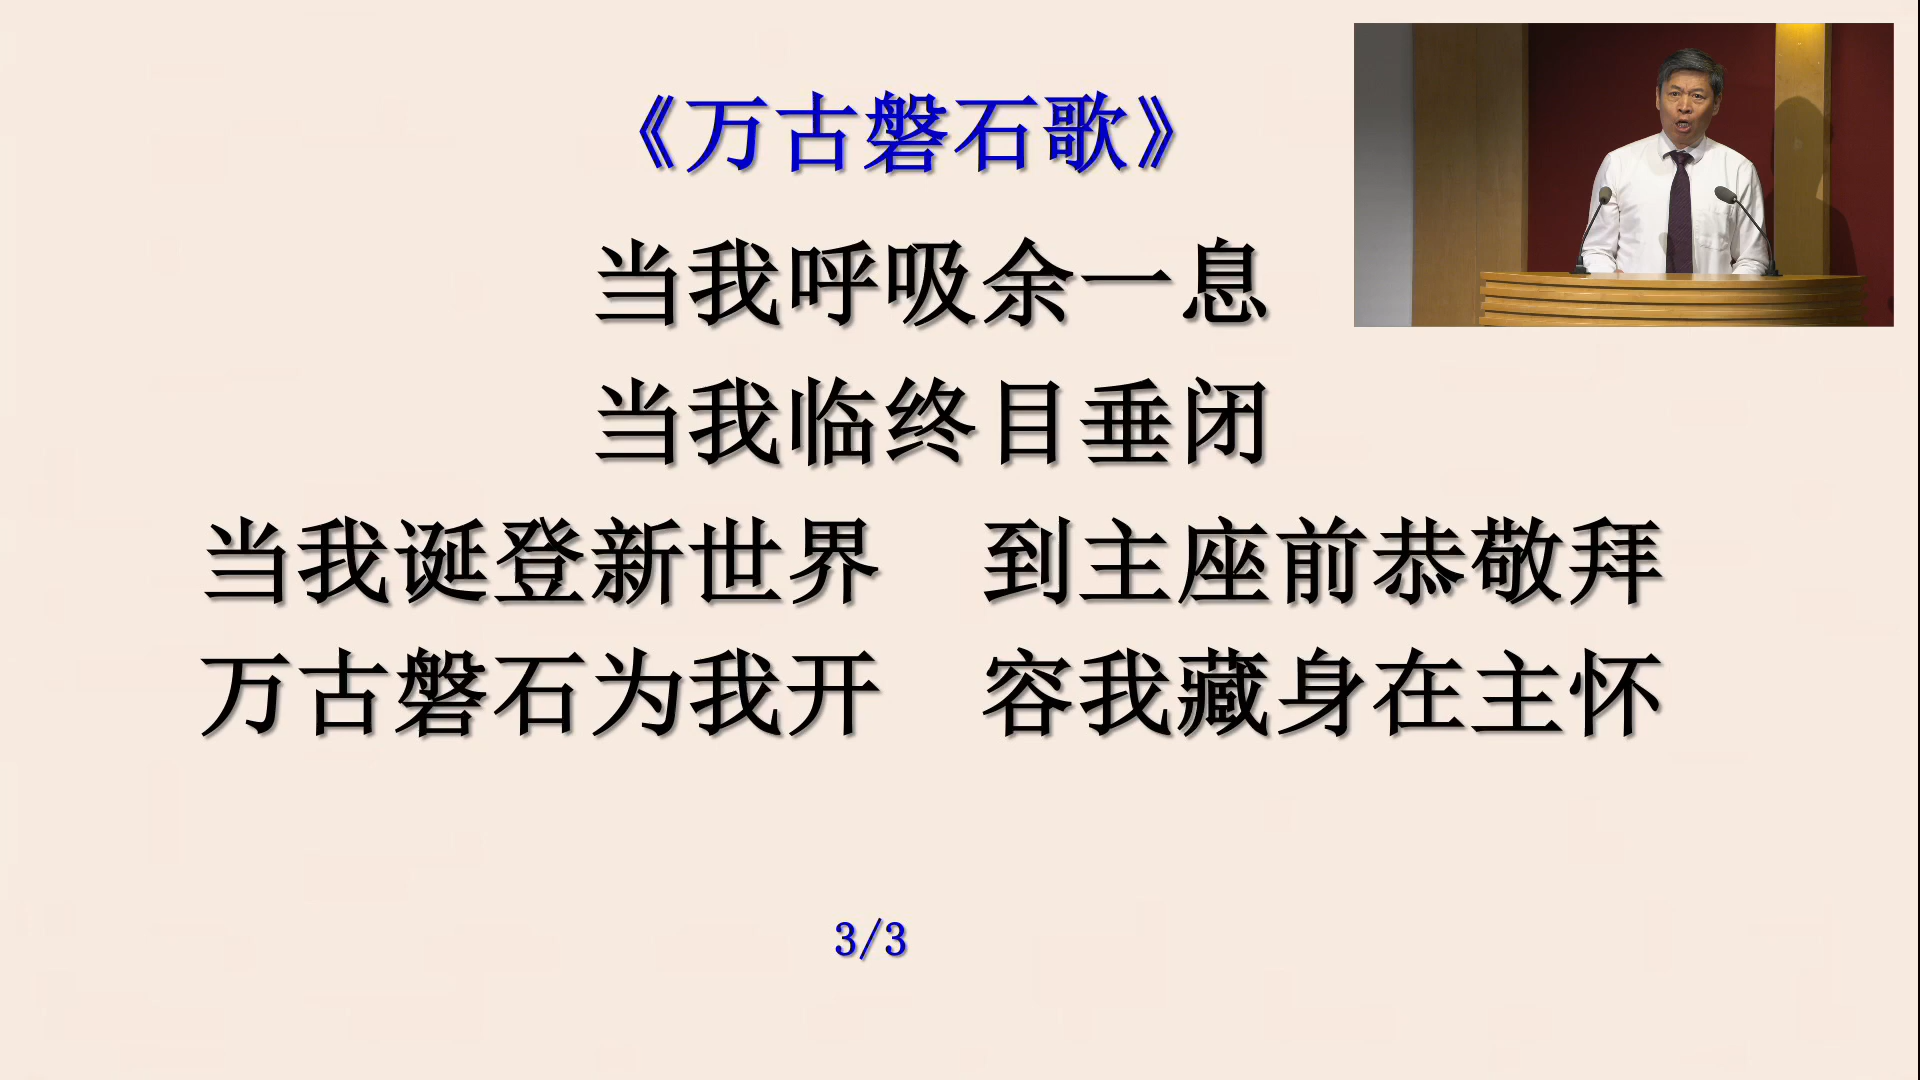 《万古磐石歌》
当我呼吸余一息
当我临终目垂闭
当我诞登新世界 到主座前恭敬拜
万古磐石为我开 容我藏身在主怀
3/3